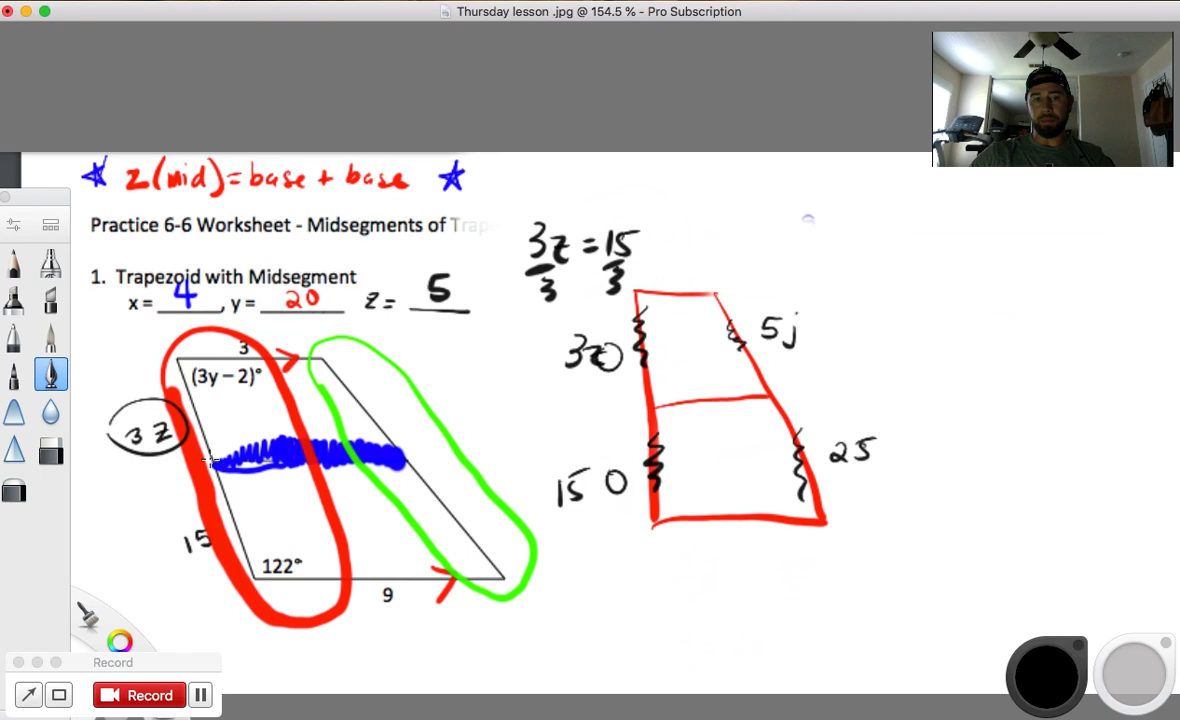 Thursday lesson .jpg @ 154.5 % - Pro Subscription
2(mid) = base + base
Practice 6-6 Worksheet - Midsegments of Trap
1. Trapezoid with Midsegment
x = 4, y = 20 z = 5
3z = 15
3 3
3
(3y – 2)°
3z
15
122°
9
5j
25
15
Record
Record